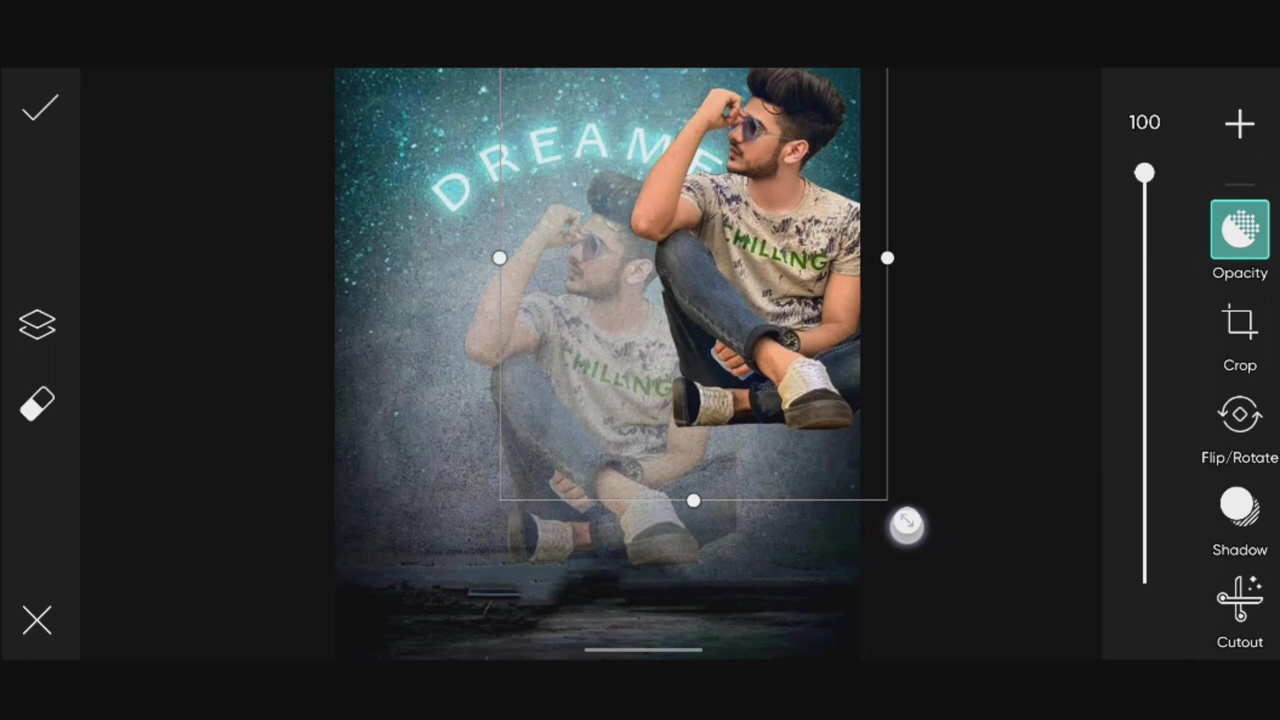 100
DREAME
CHILLING
CHILLING
Opacity
Crop
Flip/Rotate
Shadow
Cutout